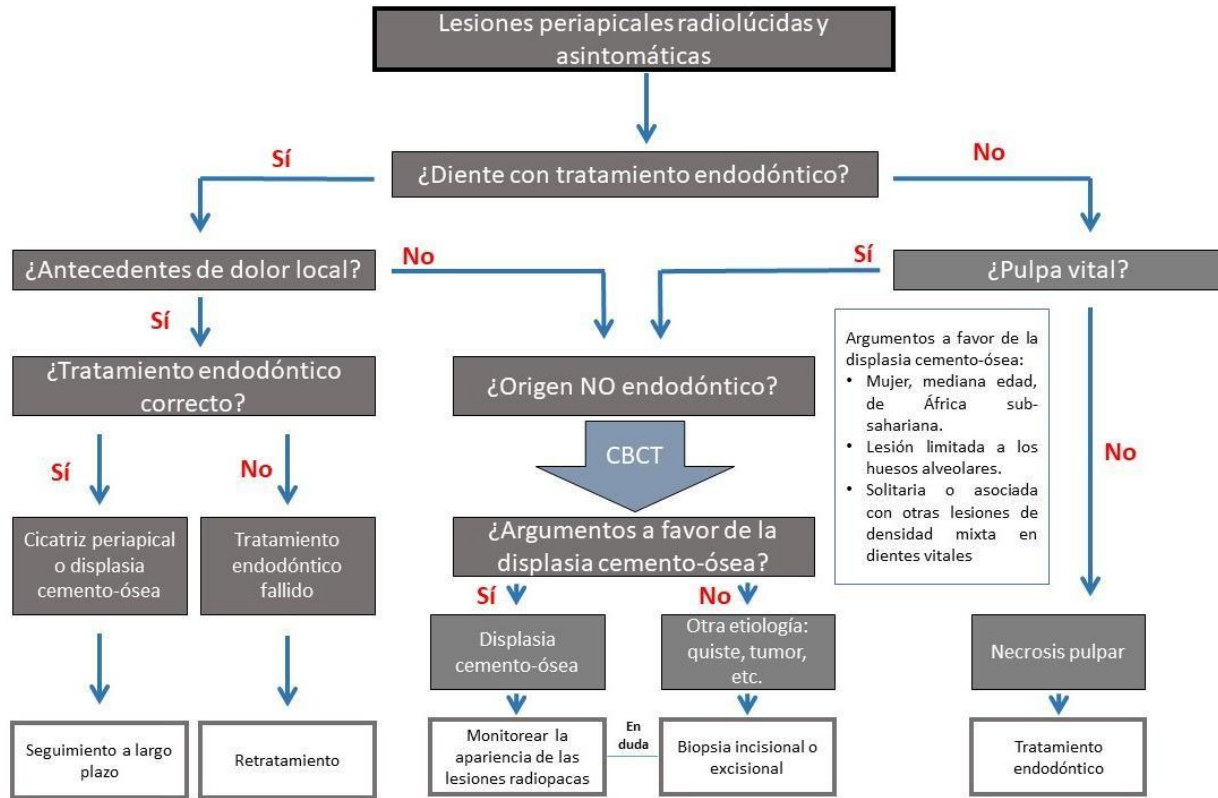 Lesiones periapicales radiolúcidas y
asintomáticas
Sí
No
¿Diente con tratamiento endodóntico?
¿Antecedentes de dolor local?
No
Sí
¿Pulpa vital?
Sí
¿Tratamiento endodóntico
correcto?
¿Origen NO endodóntico?
Argumentos a favor de la
displasia cemento-ósea:
• Mujer, mediana edad,
de África sub-
sahariana.
• Lesión limitada a los
huesos alveolares.
• Solitaria o asociada
con otras lesiones de
densidad mixta en
dientes vitales
CBCT
No
Sí
No
Cicatriz periapical
o displasia
cemento-ósea
Tratamiento
endodóntico
fallido
¿Argumentos a favor de la
displasia cemento-ósea?
Sí
No
Displasia
cemento-ósea
Otra etiología:
quiste, tumor,
etc.
Necrosis pulpar
Seguimiento a largo
plazo
Retratamiento
Monitorear la
apariencia de las
lesiones radiopacas
En
duda
Biopsia incisional o
excisional
Tratamiento
endodóntico